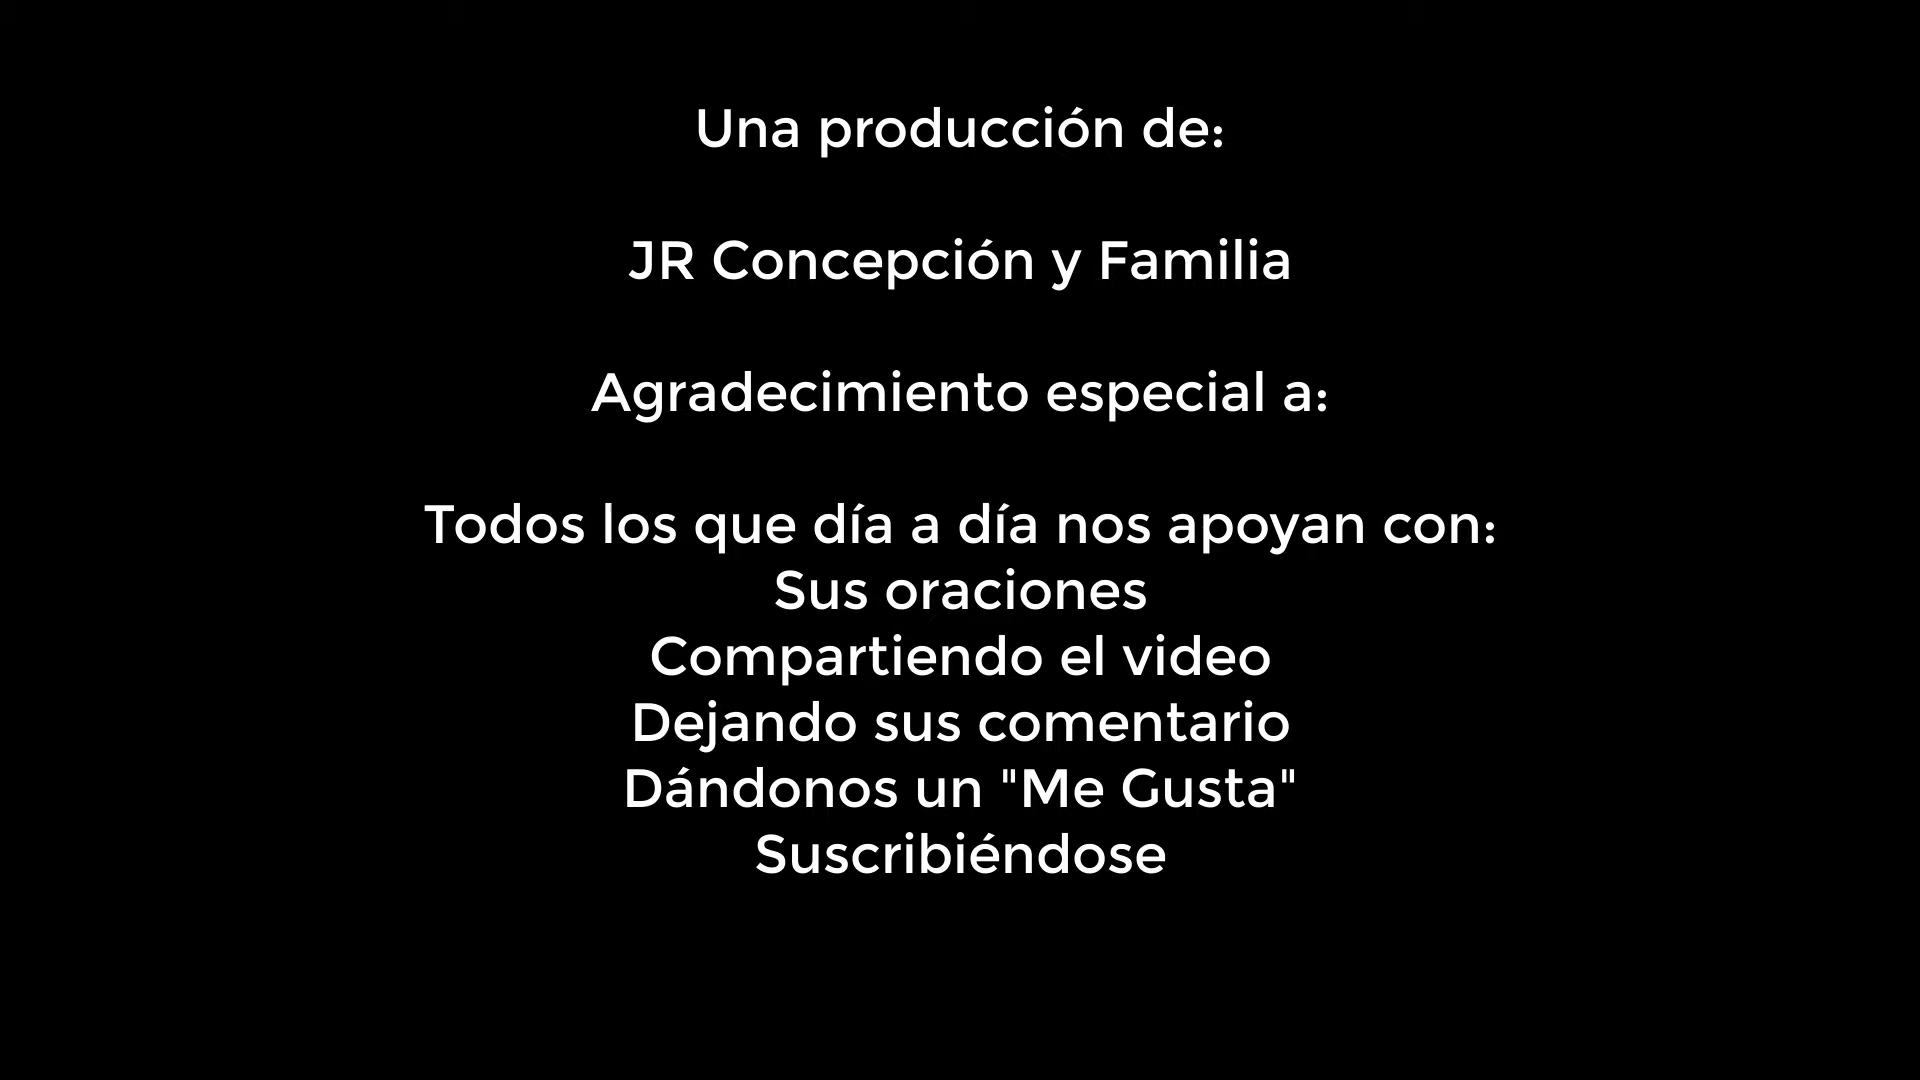 Una producción de:
JR Concepción y Familia
Agradecimiento especial a:
Todos los que día a día nos apoyan con:
Sus oraciones
Compartiendo el video
Dejando sus comentario
Dándonos un "Me Gusta"
Suscribiéndose